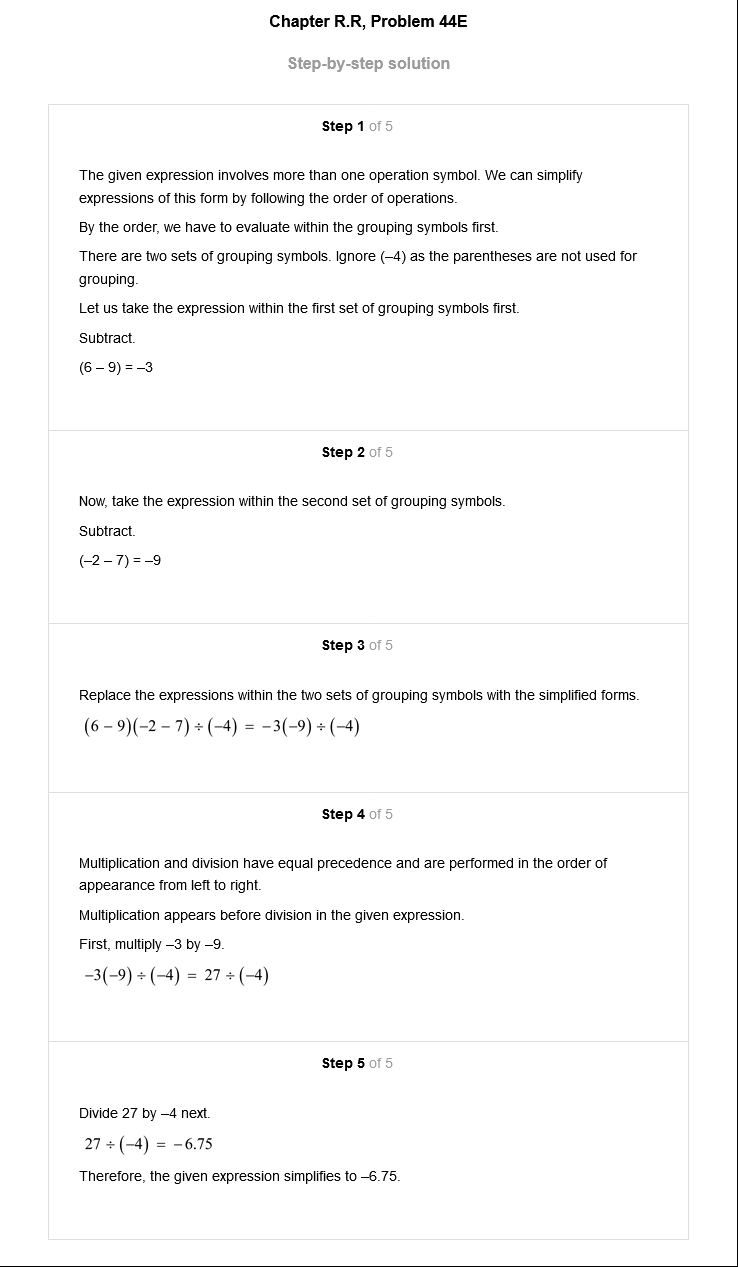 Chapter R.R, Problem 44E
Step-by-step solution
Step 1 of 5
The given expression involves more than one operation symbol. We can simplify
expressions of this form by following the order of operations.
By the order, we have to evaluate within the grouping symbols first.
There are two sets of grouping symbols. Ignore (–4) as the parentheses are not used for
grouping.
Let us take the expression within the first set of grouping symbols first.
Subtract.
(6 – 9) = –3
Step 2 of 5
Now, take the expression within the second set of grouping symbols.
Subtract.
(–2 – 7) = –9
Step 3 of 5
Replace the expressions within the two sets of grouping symbols with the simplified forms.
(6 − 9)(−2 − 7) ÷ (−4) = −3(−9) ÷ (−4)
Step 4 of 5
Multiplication and division have equal precedence and are performed in the order of
appearance from left to right.
Multiplication appears before division in the given expression.
First, multiply –3 by –9.
−3(−9) ÷ (−4) = 27 ÷ (−4)
Step 5 of 5
Divide 27 by –4 next.
27 ÷ (−4) = −6.75
Therefore, the given expression simplifies to –6.75.